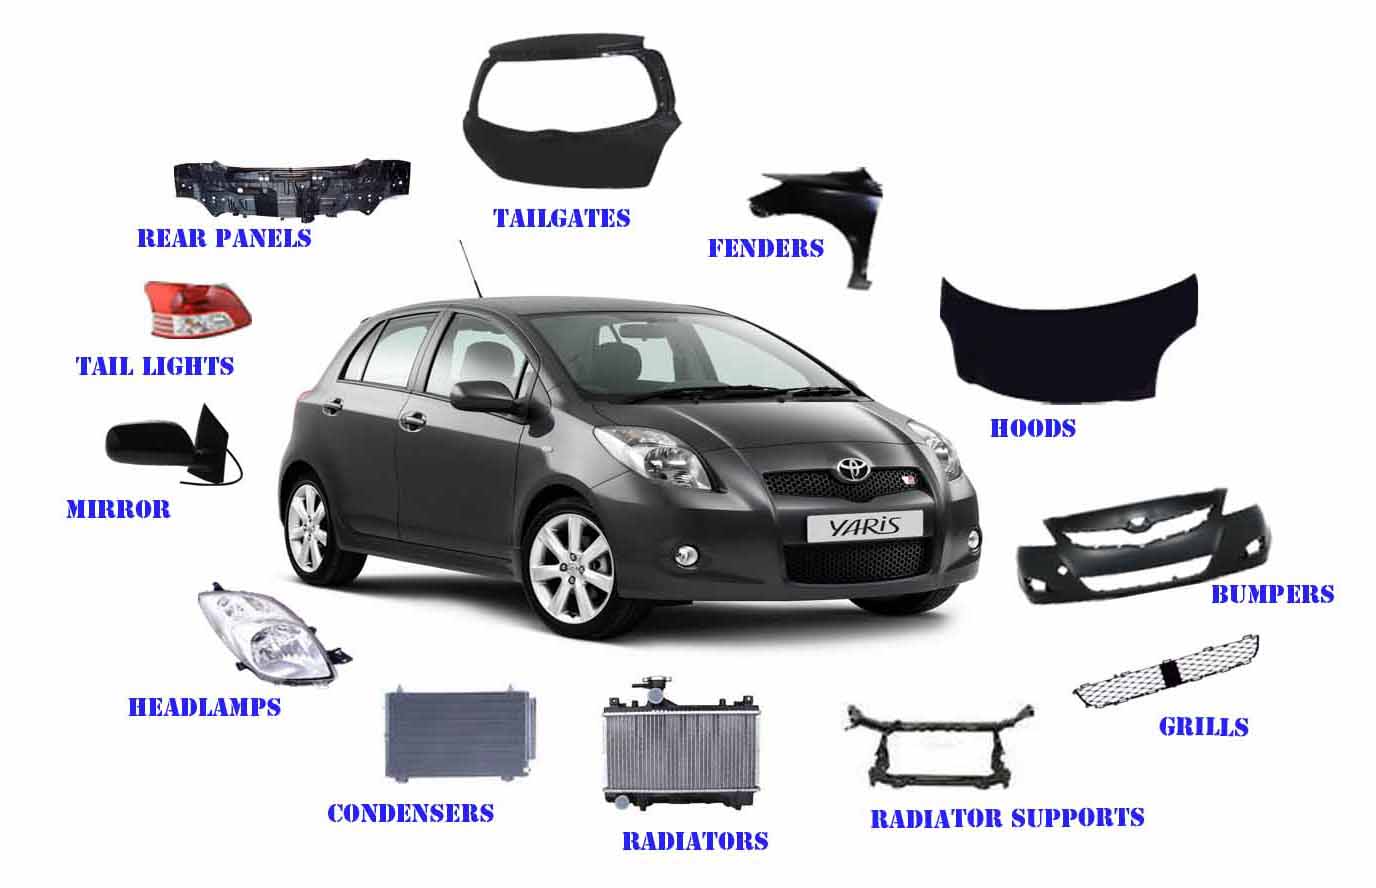 TAILGATES
REAR PANELS
FENDERS
TAIL LIGHTS
HOODS
MIRROR
YARiS
BUMPERS
HEADLAMPS
GRILLS
CONDENSERS
RADIATORS
RADIATOR SUPPORTS